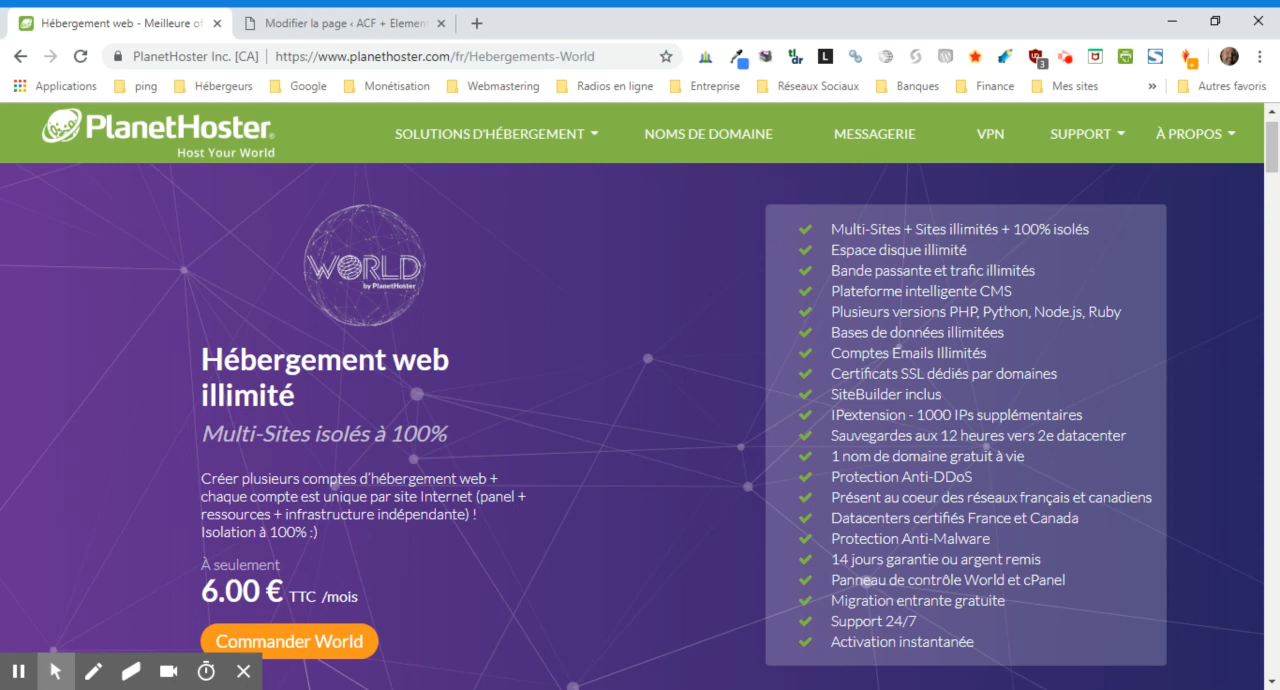 Hébergement web - Meilleure of
Modifier la page ‹ ACF + Element
PlanetHoster Inc. [CA] | https://www.planethoster.com/fr/Hebergements-World
Applications ping Hébergeurs Google Monétisation Webmastering Radios en ligne Entreprise Réseaux Sociaux Banques Finance Mes sites » Autres favoris
PlanetHoster
Host Your World
SOLUTIONS D'HÉBERGEMENT NOMS DE DOMAINE MESSAGERIE VPN SUPPORT À PROPOS
WORLD
by PlanetHoster
Hébergement web
illimité
Multi-Sites isolés à 100%
Créer plusieurs comptes d'hébergement web +
chaque compte est unique par site Internet (panel +
ressources + infrastructure indépendante) !
Isolation à 100% :)
À seulement
6.00 € TTC /mois
Commander World
Multi-Sites + Sites illimités + 100% isolés
Espace disque illimité
Bande passante et trafic illimités
Plateforme intelligente CMS
Plusieurs versions PHP, Python, Node.js, Ruby
Bases de données illimitées
Comptes Emails Illimités
Certificats SSL dédiés par domaines
SiteBuilder inclus
IPextension - 1000 IPs supplémentaires
Sauvegardes aux 12 heures vers 2e datacenter
1 nom de domaine gratuit à vie
Protection Anti-DDoS
Présent au coeur des réseaux français et canadiens
Datacenters certifiés France et Canada
Protection Anti-Malware
14 jours garantie ou argent remis
Panneau de contrôle World et cPanel
Migration entrante gratuite
Support 24/7
Activation instantanée